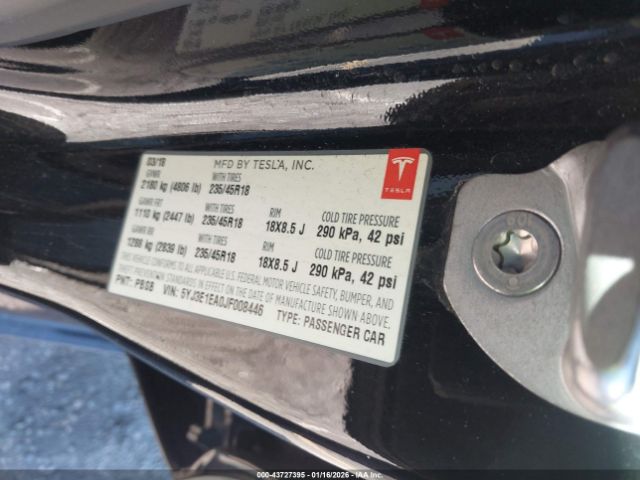 03/18 MFD BY TESLA, INC.
GVWR WITH TIRES
2180 kg (4806 lb) 235/45R18
GAWR FRT WITH TIRES RIM COLD TIRE PRESSURE
1110 kg (2447 lb) 235/45R18 18X8.5 J 290 kPa, 42 psi
GAWR RR WITH TIRES RIM COLD TIRE PRESSURE
1288 kg (2839 lb) 235/45R18 18X8.5 J 290 kPa, 42 psi
THIS VEHICLE CONFORMS TO ALL APPLICABLE U.S. FEDERAL MOTOR VEHICLE SAFETY, BUMPER, AND
THEFT PREVENTION STANDARDS IN EFFECT ON THE DATE OF MANUFACTURE SHOWN ABOVE.
PNT: PBSB VIN: 5YJ3E1EA0JF008446 TYPE: PASSENGER CAR
TESLA
000-43727395 | 01/16/2026 | IAA Inc.